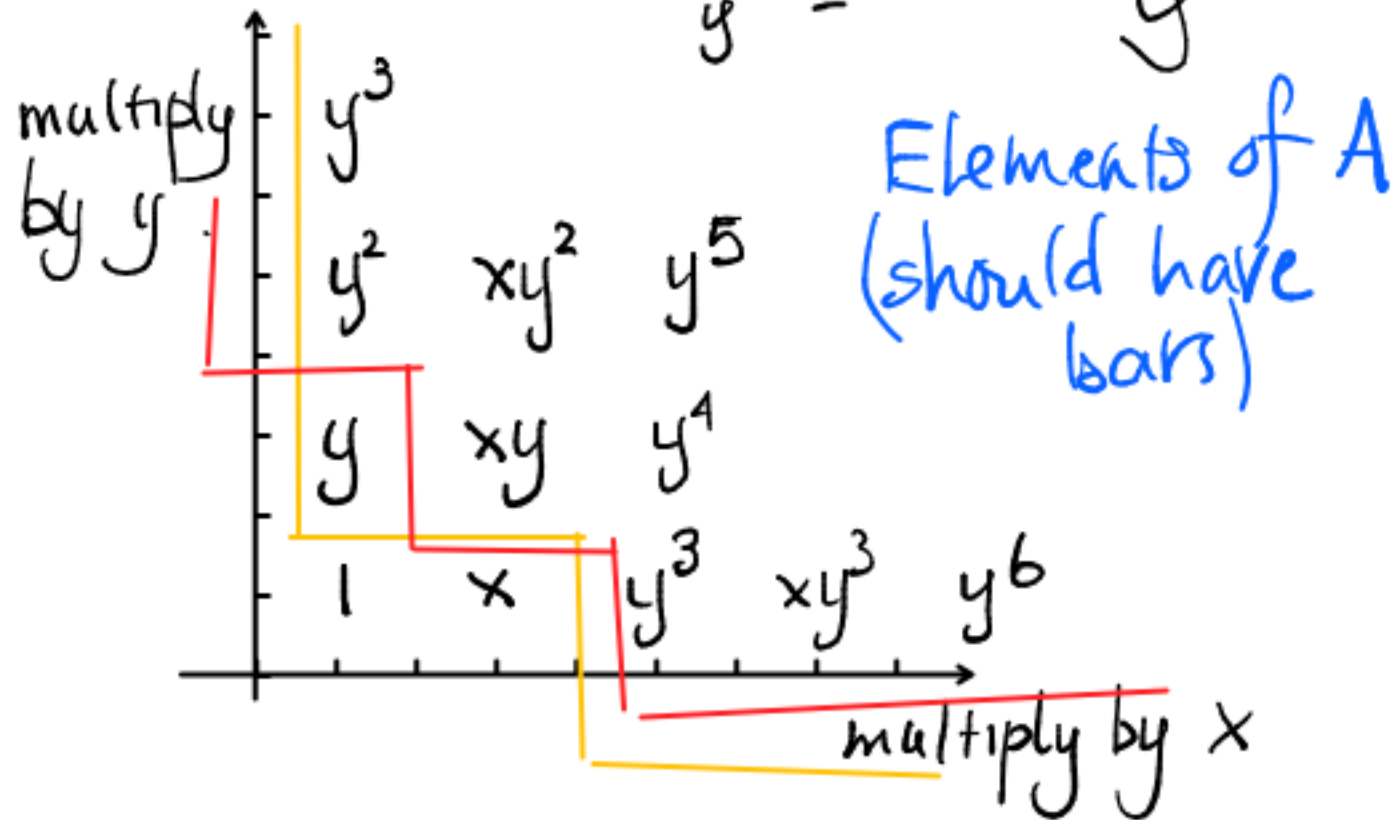 y = y
multiply
by y
y³
y² xy² y⁵
y xy y⁴
1 x y³ xy³ y⁶
multiply by x
Elements of A
(should have
bars)